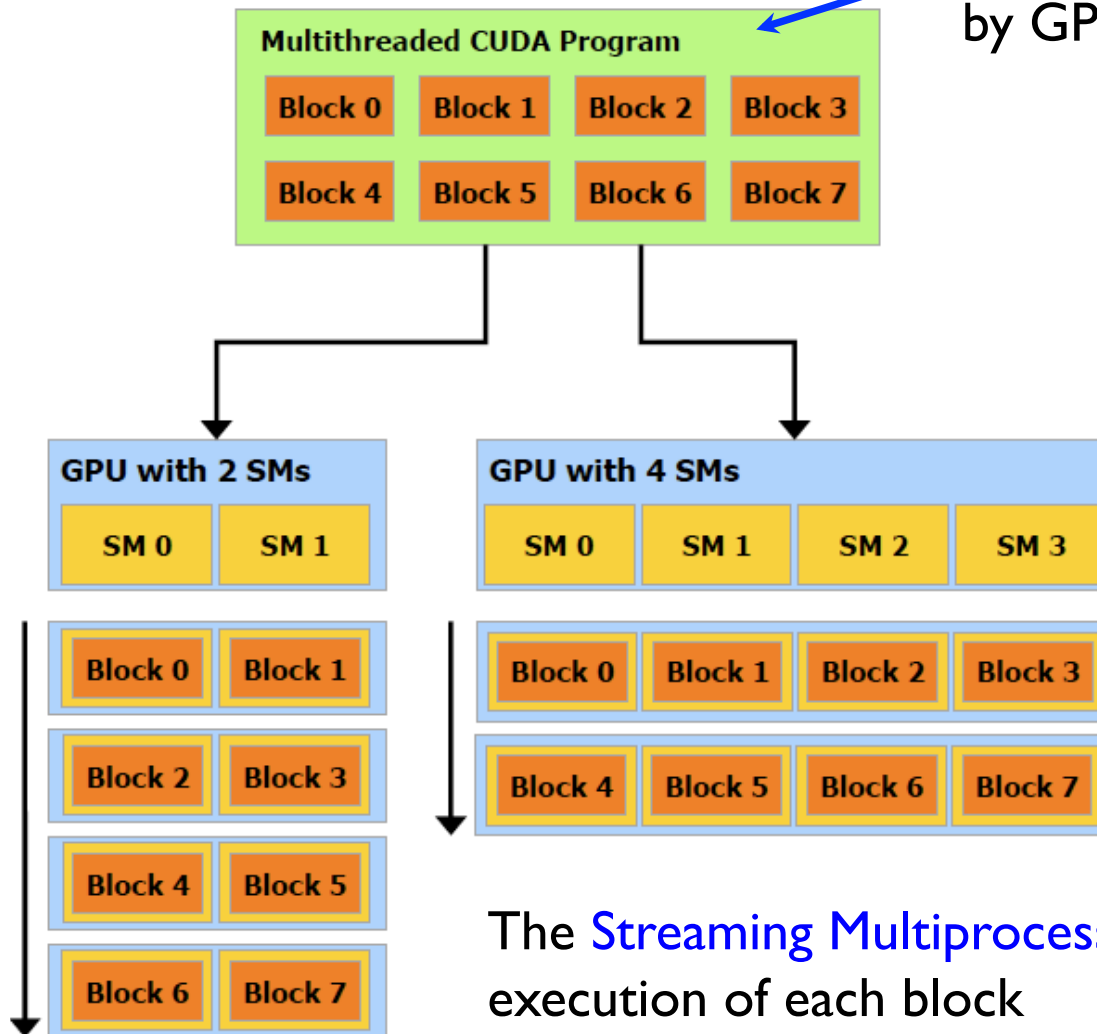 by GP
Multithreaded CUDA Program
Block 0 Block 1 Block 2 Block 3
Block 4 Block 5 Block 6 Block 7
GPU with 2 SMs
SM 0 SM 1
Block 0 Block 1
Block 2 Block 3
Block 4 Block 5
Block 6 Block 7
GPU with 4 SMs
SM 0 SM 1 SM 2 SM 3
Block 0 Block 1 Block 2 Block 3
Block 4 Block 5 Block 6 Block 7
The Streaming Multiprocess
execution of each block